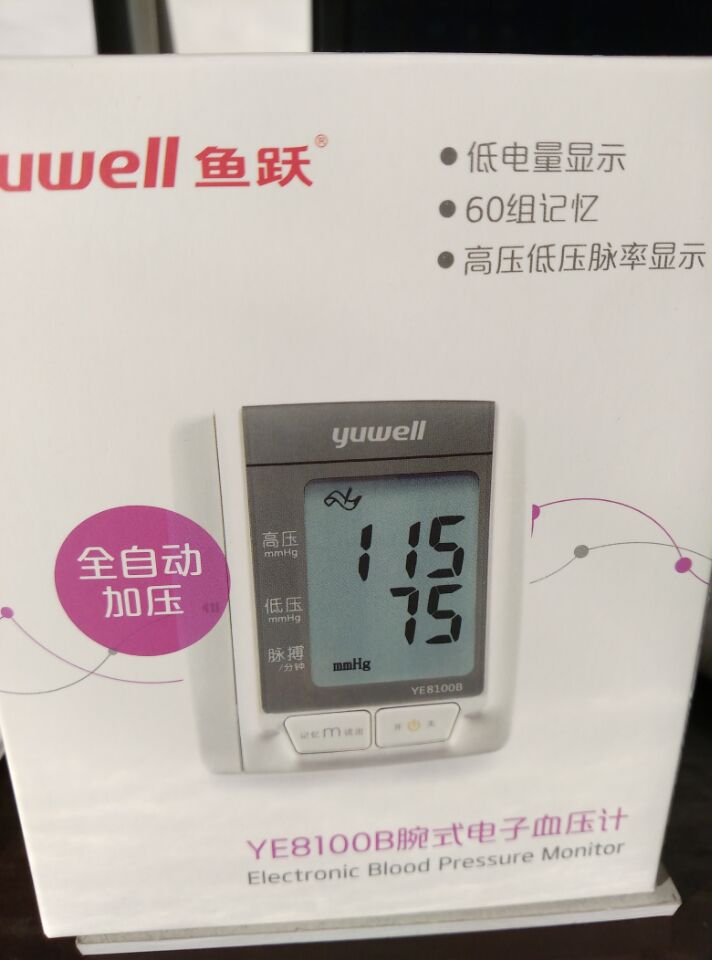 uwell 鱼跃®
●低电量显示
●60组记忆
●高压低压脉率显示
yuwell
高压
mmHg
115
全自动
加压
低压
mmHg
75
脉搏
/分钟
mmHg
YE8100B
记忆 m 读出
开 关
YE8100B腕式电子血压计
Electronic Blood Pressure Monitor